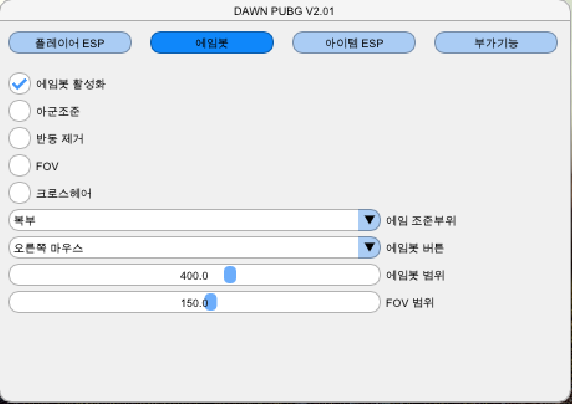 DAWN PUBG V2.01
플레이어 ESP 에임봇 아이템 ESP 부가기능
에임봇 활성화
아군조준
반동 제거
FOV
크로스헤어
복부 에임 조준부위
오른쪽 마우스 에임봇 버튼
400.0 에임봇 범위
150.0 FOV 범위